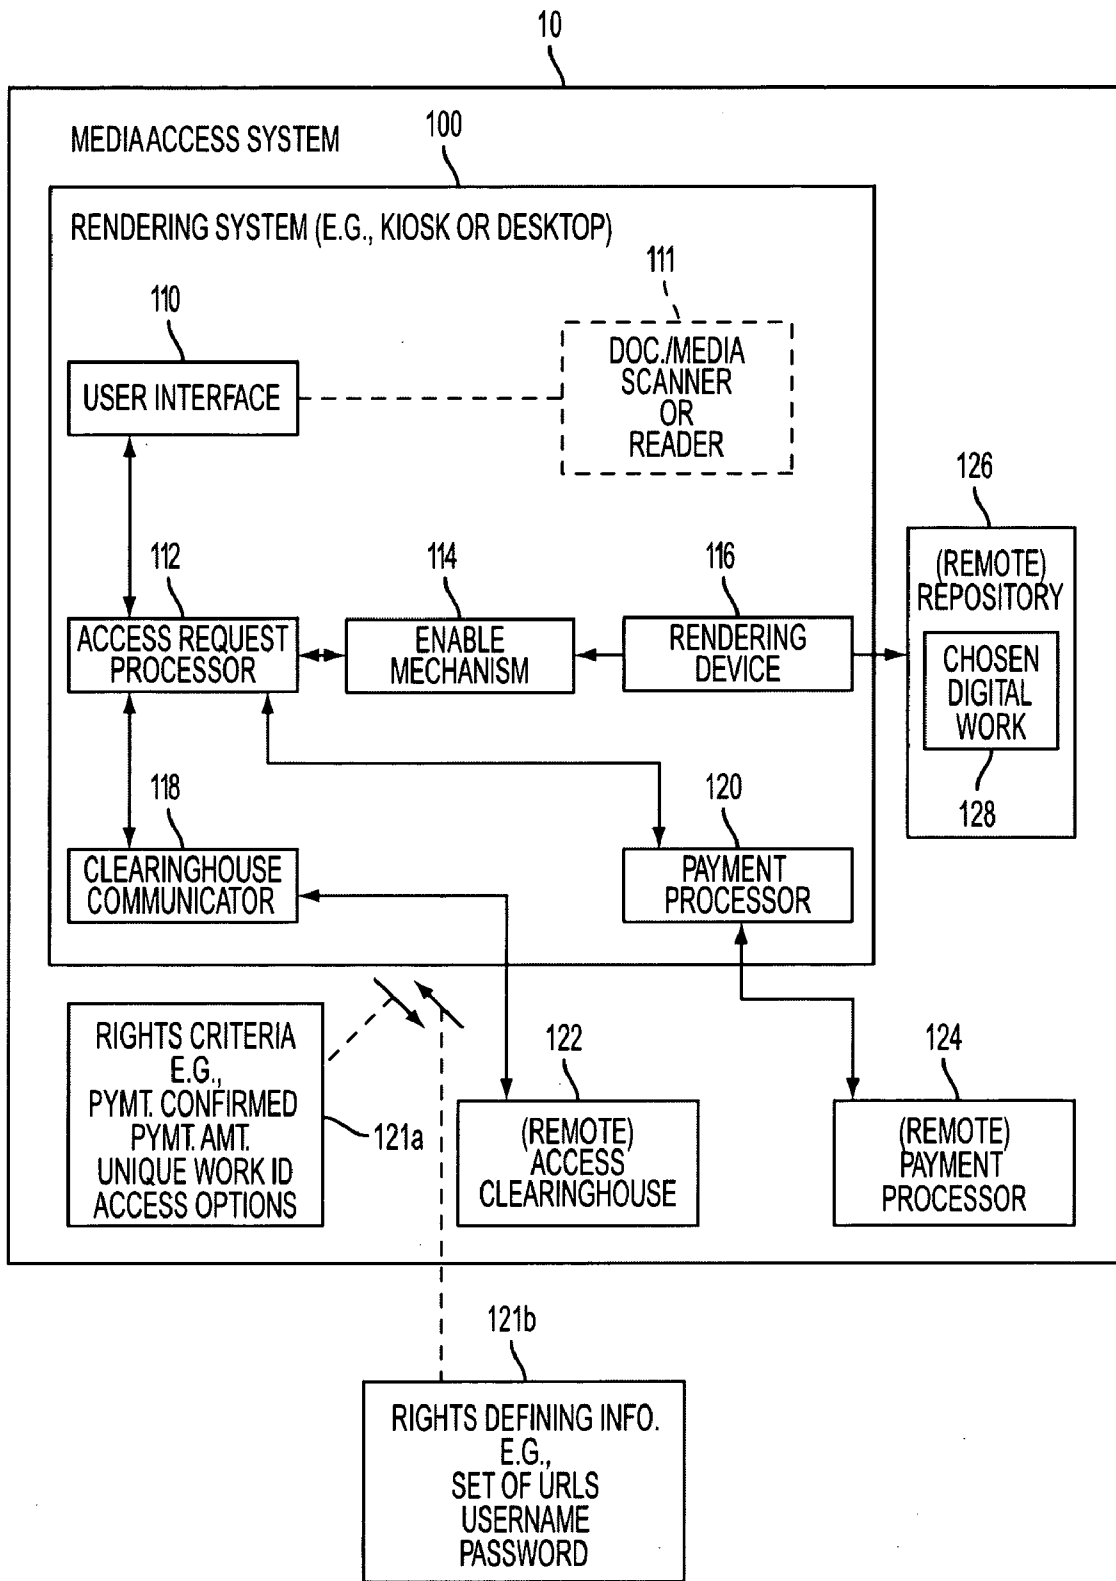 10
MEDIA ACCESS SYSTEM
100
RENDERING SYSTEM (E.G., KIOSK OR DESKTOP)
110
USER INTERFACE
111
DOC./MEDIA
SCANNER
OR
READER
112
ACCESS REQUEST
PROCESSOR
114
ENABLE
MECHANISM
116
RENDERING
DEVICE
126
(REMOTE)
REPOSITORY
CHOSEN
DIGITAL
WORK
128
118
CLEARINGHOUSE
COMMUNICATOR
120
PAYMENT
PROCESSOR
RIGHTS CRITERIA
E.G.,
PYMT. CONFIRMED
PYMT. AMT.
UNIQUE WORK ID
ACCESS OPTIONS
121a
122
(REMOTE)
ACCESS
CLEARINGHOUSE
124
(REMOTE)
PAYMENT
PROCESSOR
121b
RIGHTS DEFINING INFO.
E.G.,
SET OF URLS
USERNAME
PASSWORD